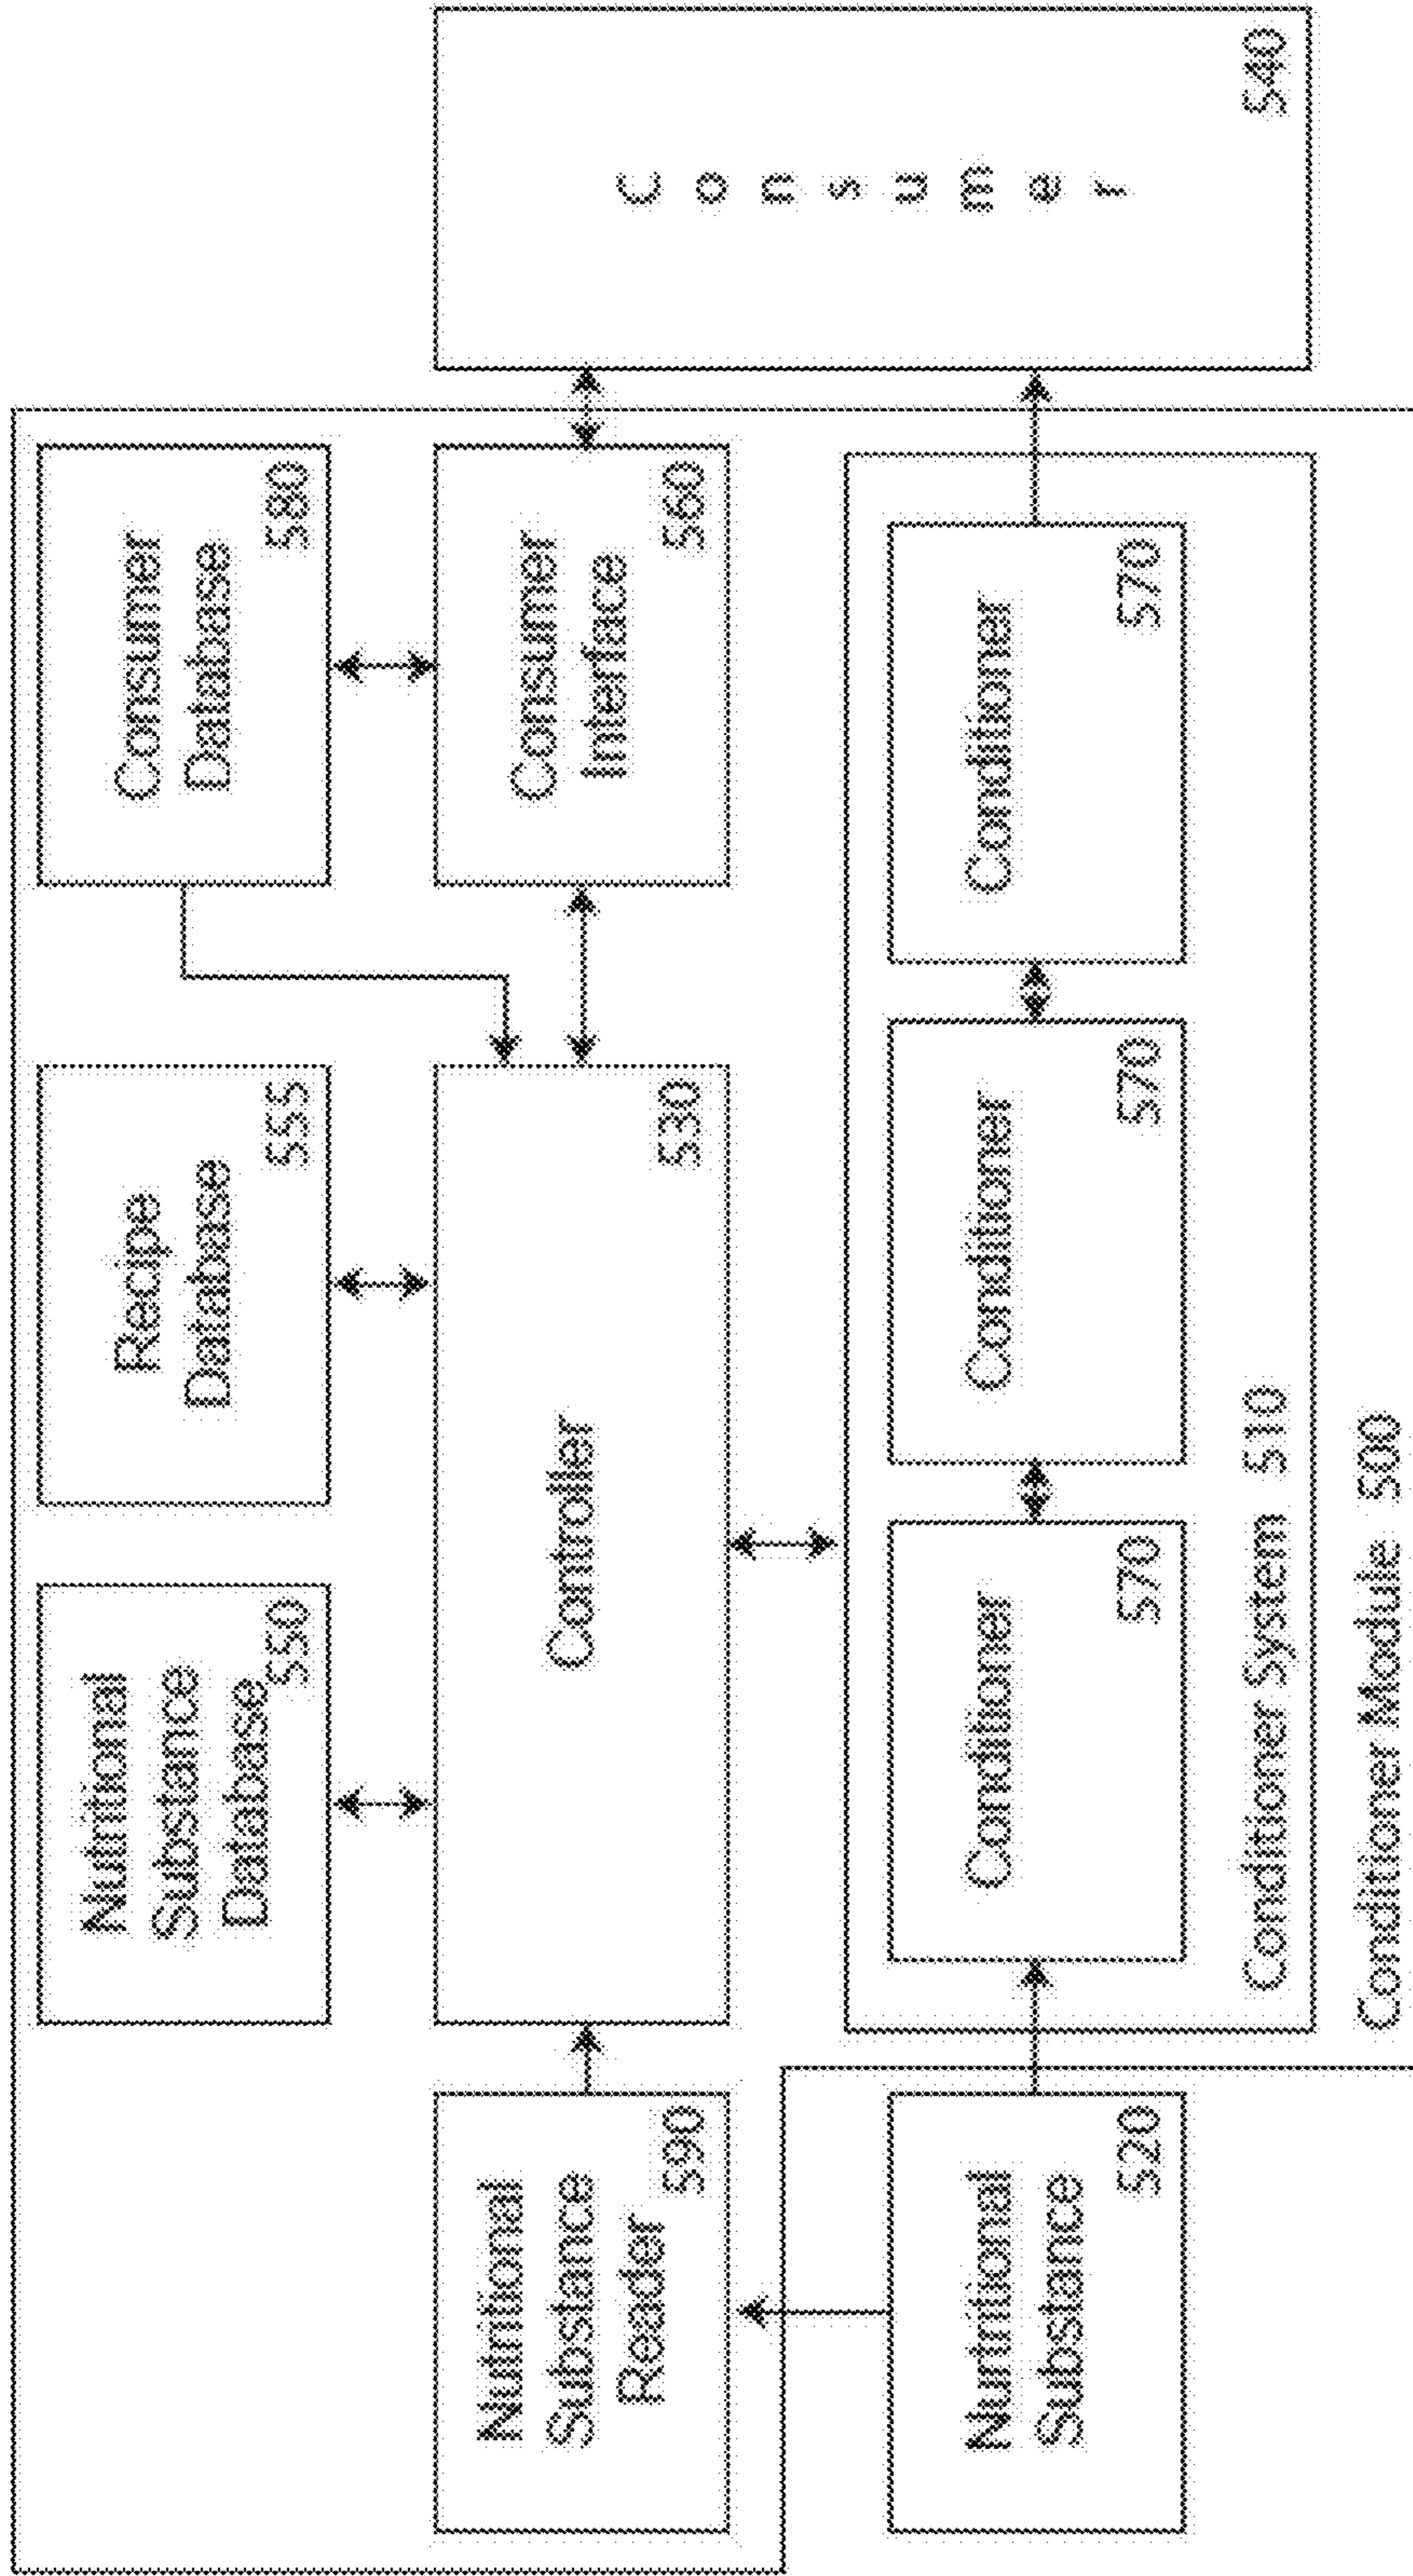 Nutritional
Substance
Database
550
Recipe
Database
555
Consumer
Database
580
Nutritional
Substance
Reader
590
Controller
530
Consumer
Interface
560
Consumer
540
Nutritional
Substance
520
Conditioner
570
Conditioner
570
Conditioner
570
Conditioner System 510
Conditioner Module 500